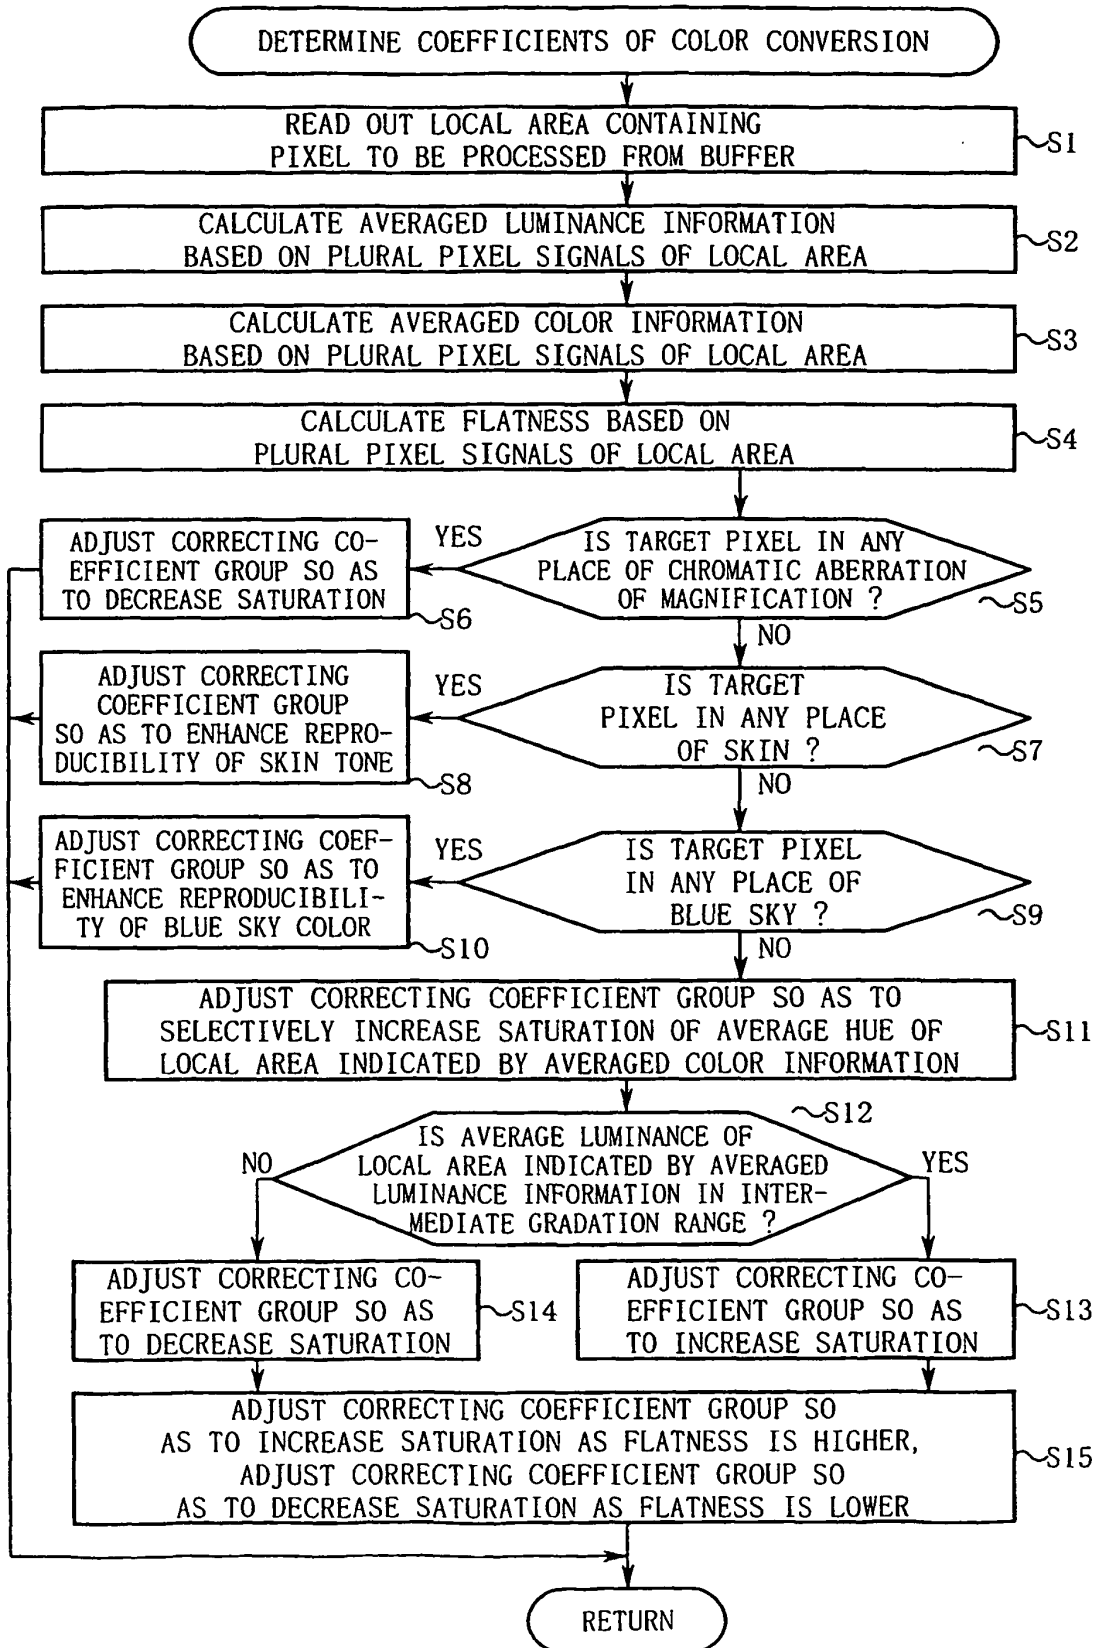 DETERMINE COEFFICIENTS OF COLOR CONVERSION
READ OUT LOCAL AREA CONTAINING
PIXEL TO BE PROCESSED FROM BUFFER
S1
CALCULATE AVERAGED LUMINANCE INFORMATION
BASED ON PLURAL PIXEL SIGNALS OF LOCAL AREA
S2
CALCULATE AVERAGED COLOR INFORMATION
BASED ON PLURAL PIXEL SIGNALS OF LOCAL AREA
S3
CALCULATE FLATNESS BASED ON
PLURAL PIXEL SIGNALS OF LOCAL AREA
S4
IS TARGET PIXEL IN ANY
PLACE OF CHROMATIC ABERRATION
OF MAGNIFICATION ?
S5
YES
ADJUST CORRECTING CO-
EFFICIENT GROUP SO AS
TO DECREASE SATURATION
S6
NO
IS TARGET
PIXEL IN ANY PLACE
OF SKIN ?
S7
YES
ADJUST CORRECTING
COEFFICIENT GROUP
SO AS TO ENHANCE REPRO-
DUCIBILITY OF SKIN TONE
S8
NO
IS TARGET PIXEL
IN ANY PLACE OF
BLUE SKY ?
S9
YES
ADJUST CORRECTING COEF-
FICIENT GROUP SO AS TO
ENHANCE REPRODUCIBILI-
TY OF BLUE SKY COLOR
S10
NO
ADJUST CORRECTING COEFFICIENT GROUP SO AS TO
SELECTIVELY INCREASE SATURATION OF AVERAGE HUE OF
LOCAL AREA INDICATED BY AVERAGED COLOR INFORMATION
S11
S12
IS AVERAGE LUMINANCE OF
LOCAL AREA INDICATED BY AVERAGED
LUMINANCE INFORMATION IN INTER-
MEDIATE GRADATION RANGE ?
NO
YES
ADJUST CORRECTING CO-
EFFICIENT GROUP SO AS
TO DECREASE SATURATION
S14
ADJUST CORRECTING CO-
EFFICIENT GROUP SO AS
TO INCREASE SATURATION
S13
ADJUST CORRECTING COEFFICIENT GROUP SO
AS TO INCREASE SATURATION AS FLATNESS IS HIGHER,
ADJUST CORRECTING COEFFICIENT GROUP SO
AS TO DECREASE SATURATION AS FLATNESS IS LOWER
S15
RETURN